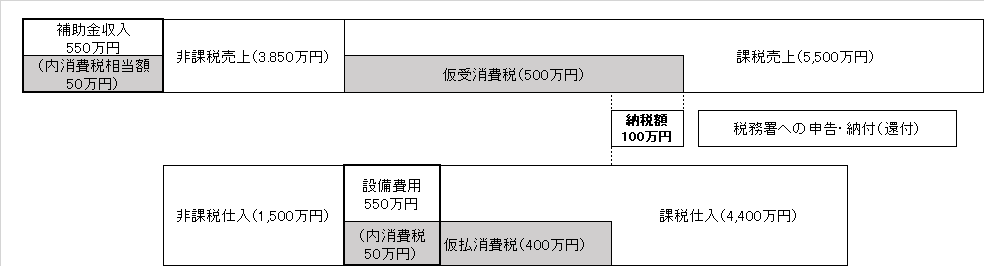 補助金収入
550万円
(内消費税相当額
50万円)
非課税売上(3.850万円)
仮受消費税(500万円)
課税売上(5,500万円)
納税額
100万円
税務署への申告・納付(還付)
非課税仕入(1,500万円)
設備費用
550万円
(内消費税
50万円)
仮払消費税(400万円)
課税仕入(4,400万円)